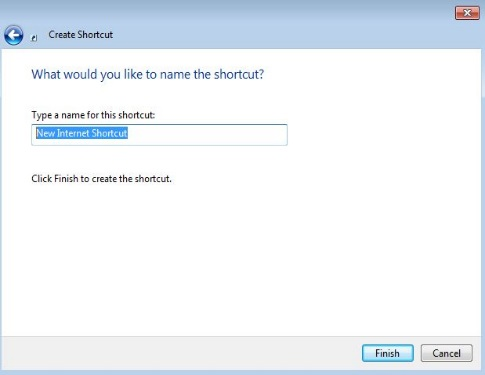 Create Shortcut
What would you like to name the shortcut?
Type a name for this shortcut:
New Internet Shortcut
Click Finish to create the shortcut.
Finish Cancel